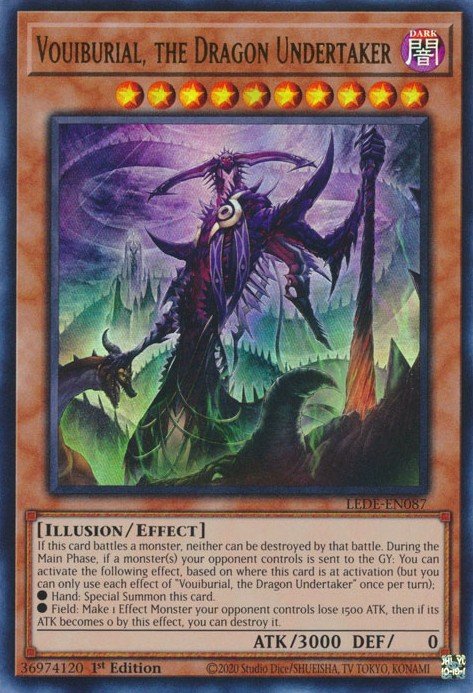 VOUIBURIAL, THE DRAGON UNDERTAKER
DARK
闇
LEDE-EN087
[ILLUSION/EFFECT]
If this card battles a monster, neither can be destroyed by that battle. During the
Main Phase, if a monster(s) your opponent controls is sent to the GY: You can
activate the following effect, based on where this card is at activation (but you
can only use each effect of "Vouiburial, the Dragon Undertaker" once per turn);
● Hand: Special Summon this card.
● Field: Make 1 Effect Monster your opponent controls lose 1500 ATK, then if its
ATK becomes 0 by this effect, you can destroy it.
ATK/3000 DEF/ 0
36974120 1st Edition ©2020 Studio Dice/SHUEISHA, TV TOKYO, KONAMI